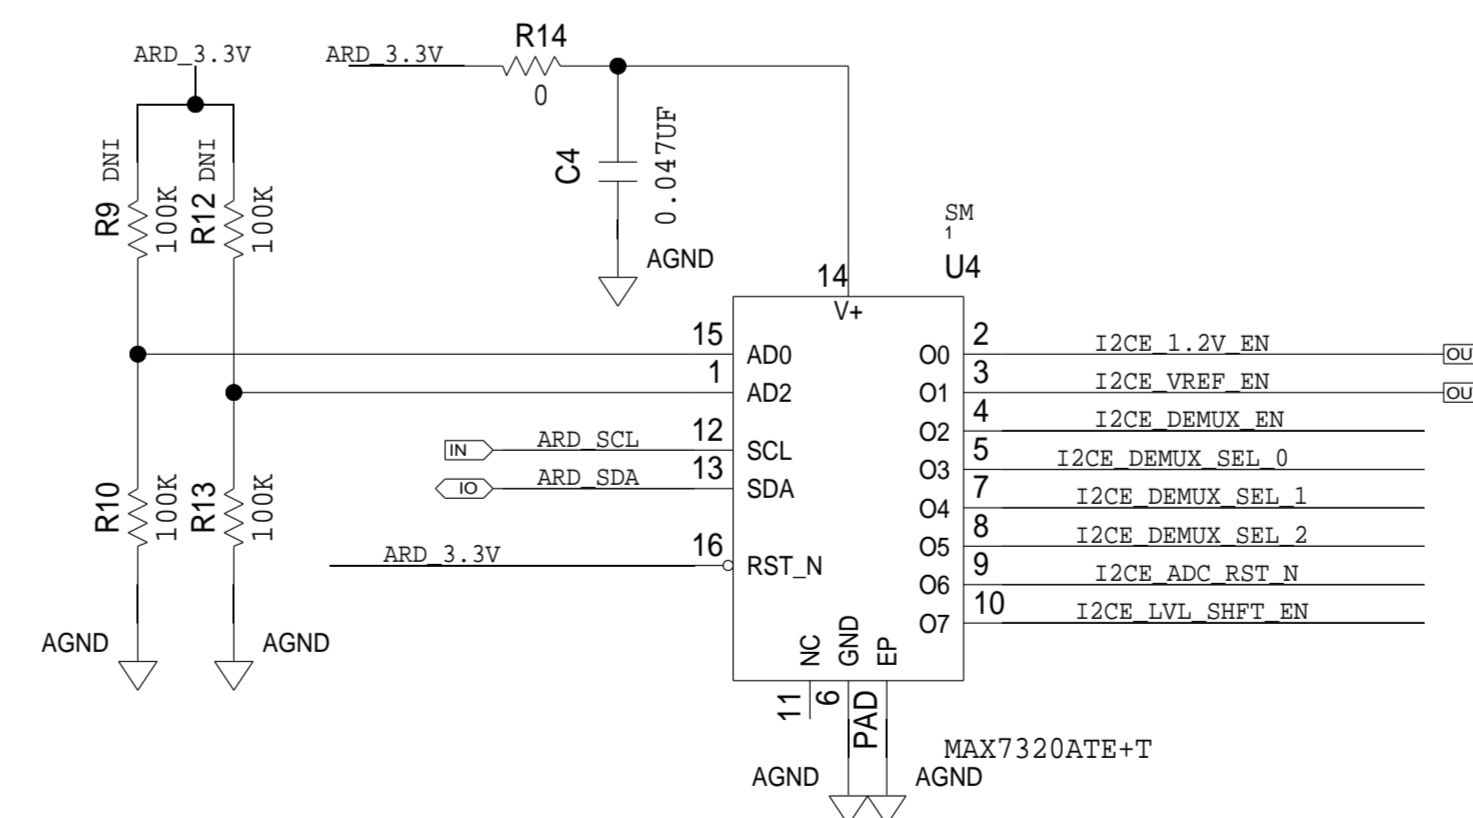 R14
ARD_3.3V
ARD_3.3V
0
DNI
DNI
R9
100K
R12
100K
C4
0.047UF
AGND
SM
1
U4
14
V+
15
AD0
O0
2
I2CE_1.2V_EN
OU
1
AD2
O1
3
I2CE_VREF_EN
OU
O2
4
I2CE_DEMUX_EN
IN
ARD_SCL
12
SCL
O3
5
I2CE_DEMUX_SEL_0
IO
ARD_SDA
13
SDA
O4
7
I2CE_DEMUX_SEL_1
R10
100K
R13
100K
ARD_3.3V
16
RST_N
O5
8
I2CE_DEMUX_SEL_2
O6
9
I2CE_ADC_RST_N
O7
10
I2CE_LVL_SHFT_EN
AGND
AGND
NC
GND
EP
11
6
PAD
MAX7320ATE+T
AGND
AGND